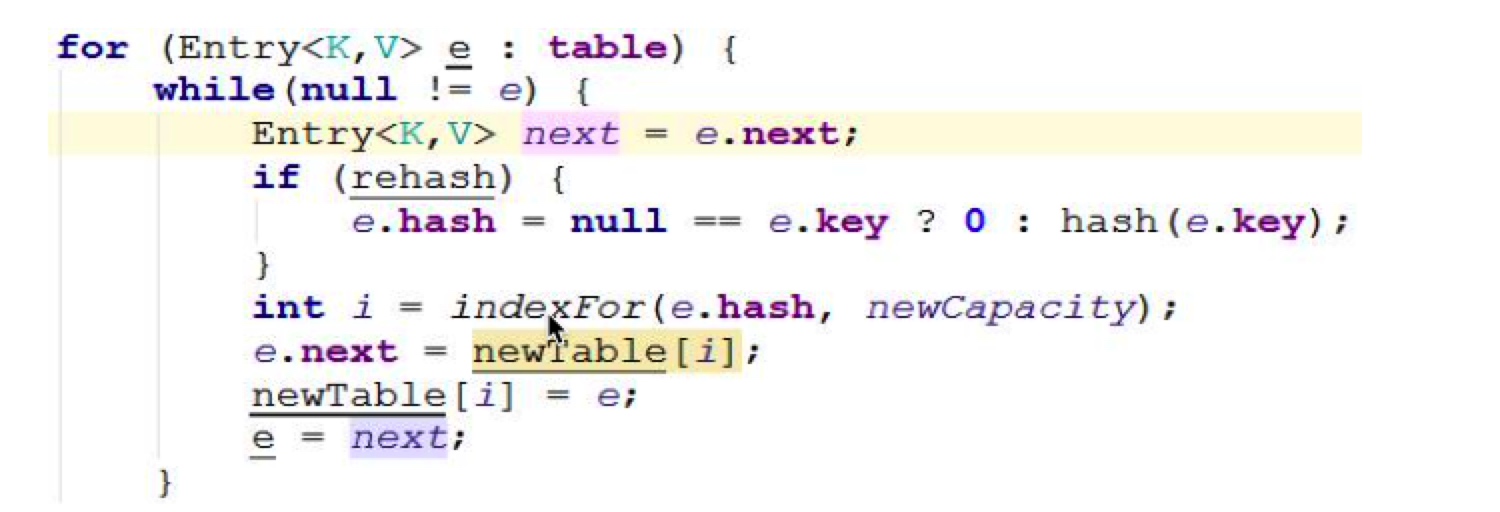 for (Entry<K,V> e : table) {
while(null != e) {
Entry<K,V> next = e.next;
if (rehash) {
e.hash = null == e.key ? 0 : hash(e.key);
}
int i = indexFor(e.hash, newCapacity);
e.next = newTable[i];
newTable[i] = e;
e = next;
}